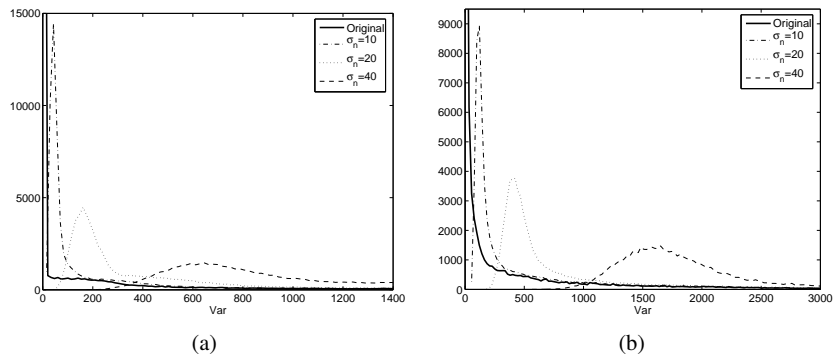 15000
10000
5000
0
0 200 400 600 800 1000 1200 1400
Var
Original
σn=10
σn=20
σn=40
(a)
9000
8000
7000
6000
5000
4000
3000
2000
1000
0
0 500 1000 1500 2000 2500 3000
Var
Original
σn=10
σn=20
σn=40
(b)